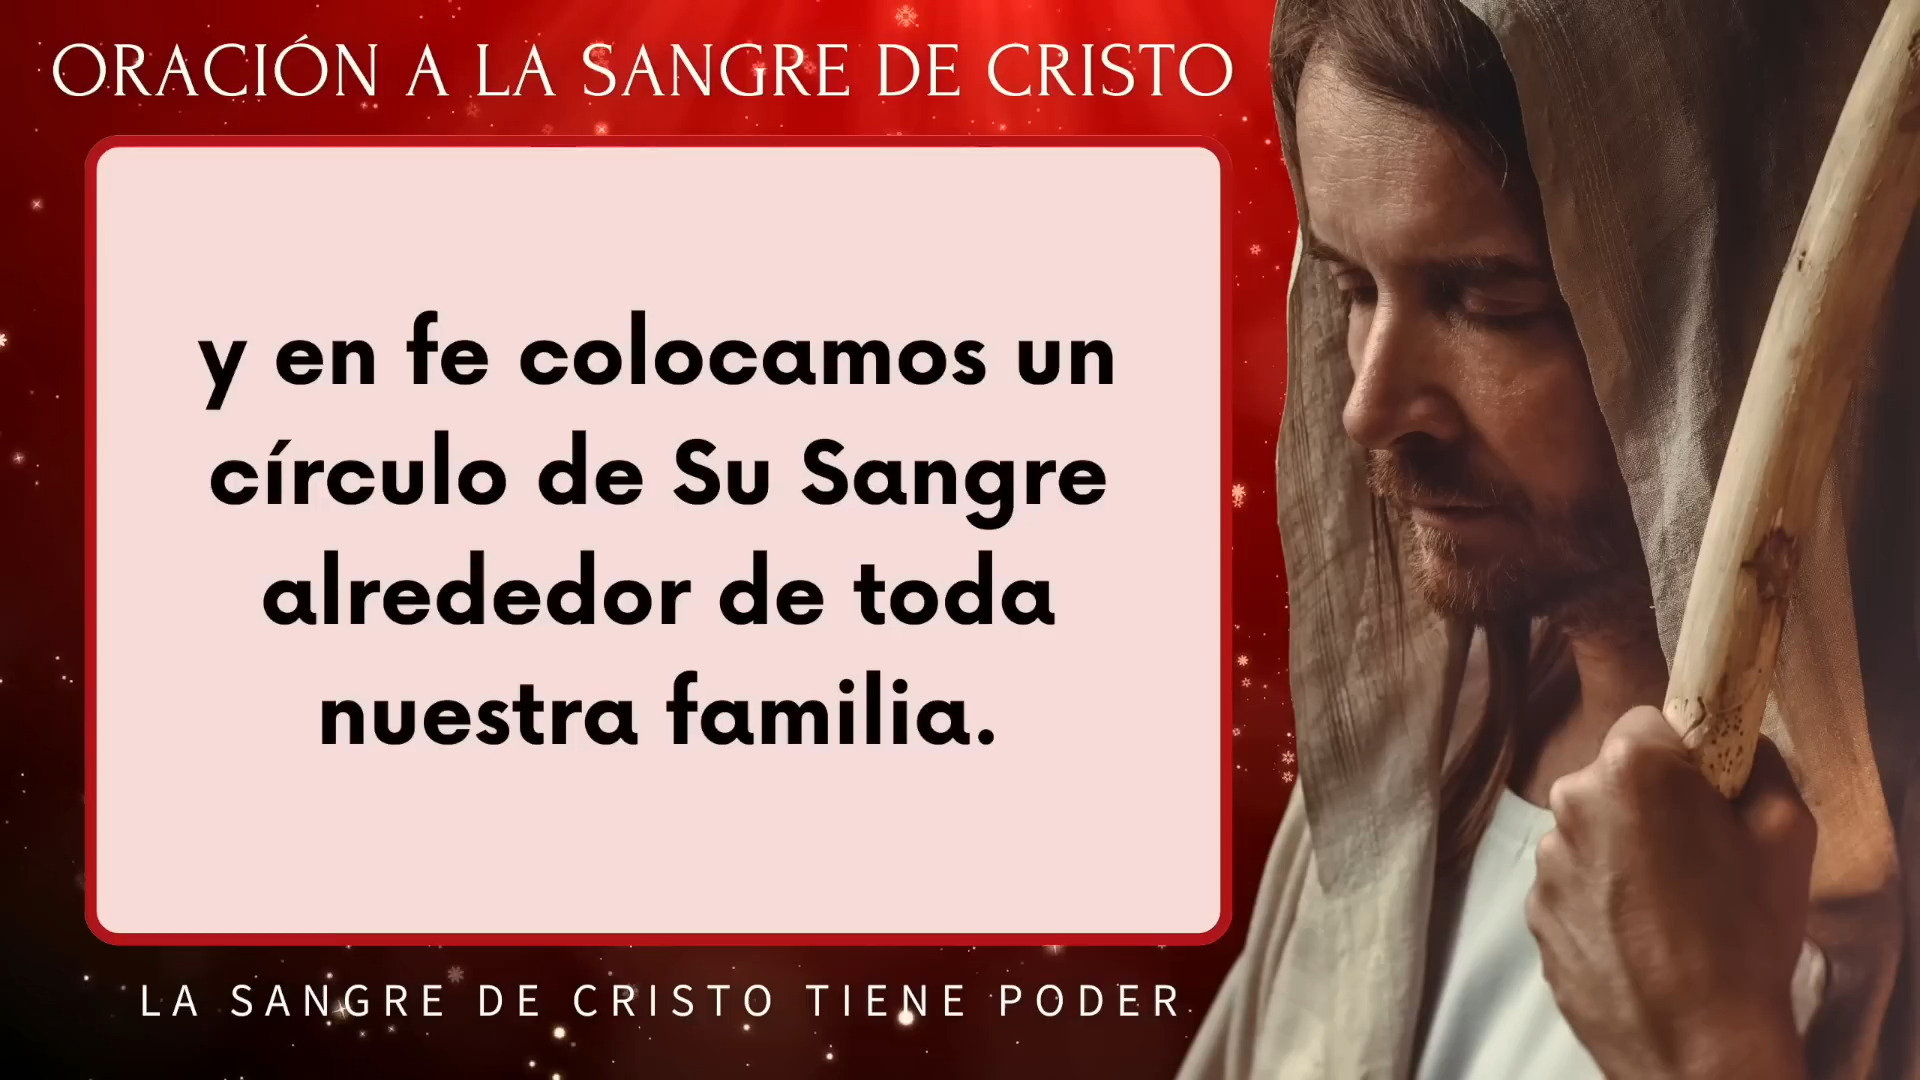 ORACIÓN A LA SANGRE DE CRISTO
y en fe colocamos un
círculo de Su Sangre
alrededor de toda
nuestra familia.
LA SANGRE DE CRISTO TIENE PODER